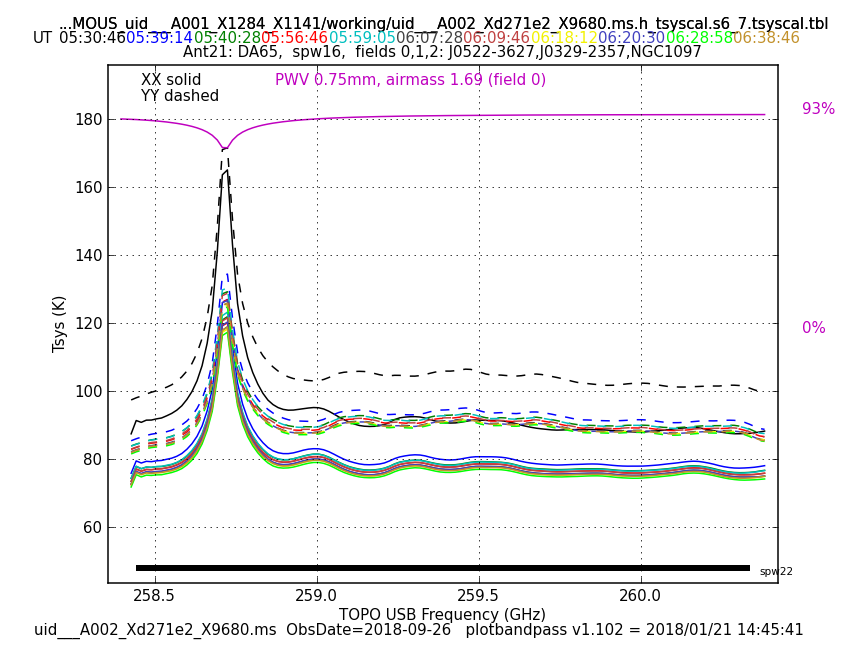 ...MOUS_uid___A001_X1284_X1141/working/uid___A002_Xd271e2_X9680.ms.h_tsyscal.s6_7.tsyscal.tbl
UT 05:30:46 05:39:14 05:40:28 05:56:46 05:59:05 06:07:28 06:09:46 06:18:12 06:20:30 06:28:58 06:38:46
Ant21: DA65, spw16, fields 0,1,2: J0522-3627,J0329-2357,NGC1097
XX solid
YY dashed
PWV 0.75mm, airmass 1.69 (field 0)
93%
0%
180
160
140
120
100
80
60
Tsys (K)
spw22
258.5 259.0 259.5 260.0
TOPO USB Frequency (GHz)
uid___A002_Xd271e2_X9680.ms ObsDate=2018-09-26 plotbandpass v1.102 = 2018/01/21 14:45:41